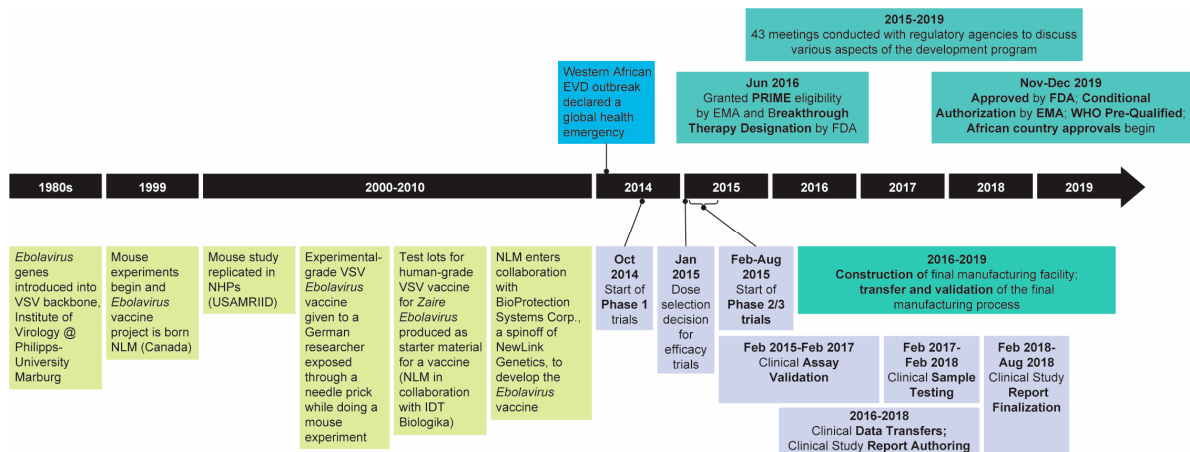 2015-2019
43 meetings conducted with regulatory agencies to discuss
various aspects of the development program
Western African
EVD outbreak
declared a
global health
emergency
Jun 2016
Granted PRIME eligibility
by EMA and Breakthrough
Therapy Designation by FDA
Nov-Dec 2019
Approved by FDA; Conditional
Authorization by EMA; WHO Pre-Qualified;
African country approvals begin
1980s
1999
2000-2010
2014
2015
2016
2017
2018
2019
Ebolavirus
genes
introduced into
VSV backbone,
Institute of
Virology @
Philipps-
University
Marburg
Mouse
experiments
begin and
Ebolavirus
vaccine
project is born
NLM (Canada)
Mouse study
replicated in
NHPs
(USAMRIID)
Experimental-
grade VSV
Ebolavirus
vaccine
given to a
German
researcher
exposed
through a
needle prick
while doing a
mouse
experiment
Test lots for
human-grade
VSV vaccine
for Zaire
Ebolavirus
produced as
starter material
for a vaccine
(NLM in
collaboration
with IDT
Biologika)
NLM enters
collaboration
with
BioProtection
Systems Corp.,
a spinoff of
NewLink
Genetics, to
develop the
Ebolavirus
vaccine
Oct
2014
Start of
Phase 1
trials
Jan
2015
Dose
selection
decision
for
efficacy
trials
Feb-Aug
2015
Start of
Phase 2/3
trials
2016-2019
Construction of final manufacturing facility;
transfer and validation of the final
manufacturing process
Feb 2015-Feb 2017
Clinical Assay
Validation
Feb 2017-
Feb 2018
Clinical Sample
Testing
Feb 2018-
Aug 2018
Clinical Study
Report
Finalization
2016-2018
Clinical Data Transfers;
Clinical Study Report Authoring